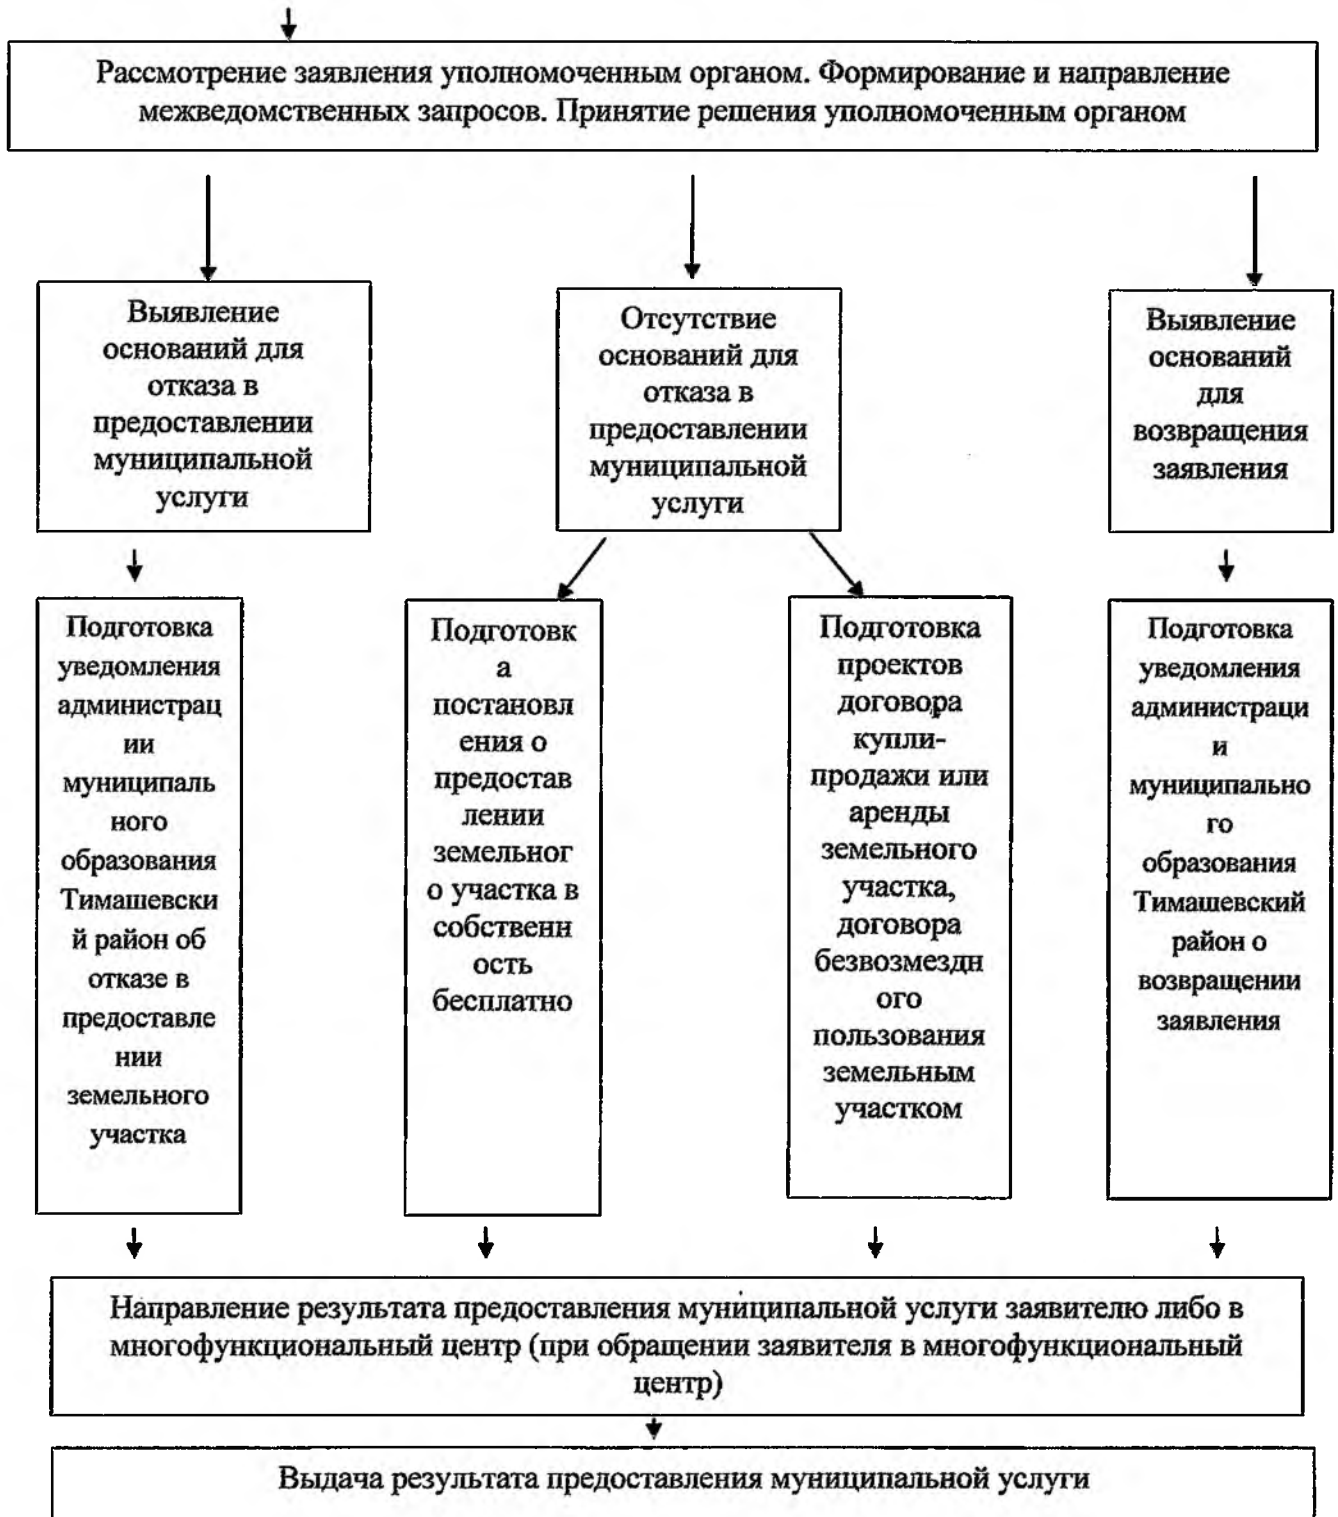 Рассмотрение заявления уполномоченным органом. Формирование и направление
межведомственных запросов. Принятие решения уполномоченным органом
Выявление
оснований для
отказа в
предоставлении
муниципальной
услуги
Отсутствие
оснований для
отказа в
предоставлении
муниципальной
услуги
Выявление
оснований
для
возвращения
заявления
Подготовка
уведомления
администрац
ии
муниципаль
ного
образования
Тимашевски
й район об
отказе в
предоставле
нии
земельного
участка
Подготовк
а
постановл
ения о
предостав
лении
земельног
о участка в
собственн
ость
бесплатно
Подготовка
проектов
договора
купли-
продажи или
аренды
земельного
участка,
договора
безвозмездн
ого
пользования
земельным
участком
Подготовка
уведомления
администраци
и
муниципально
го
образования
Тимашевский
район о
возвращении
заявления
Направление результата предоставления муниципальной услуги заявителю либо в
многофункциональный центр (при обращении заявителя в многофункциональный
центр)
Выдача результата предоставления муниципальной услуги